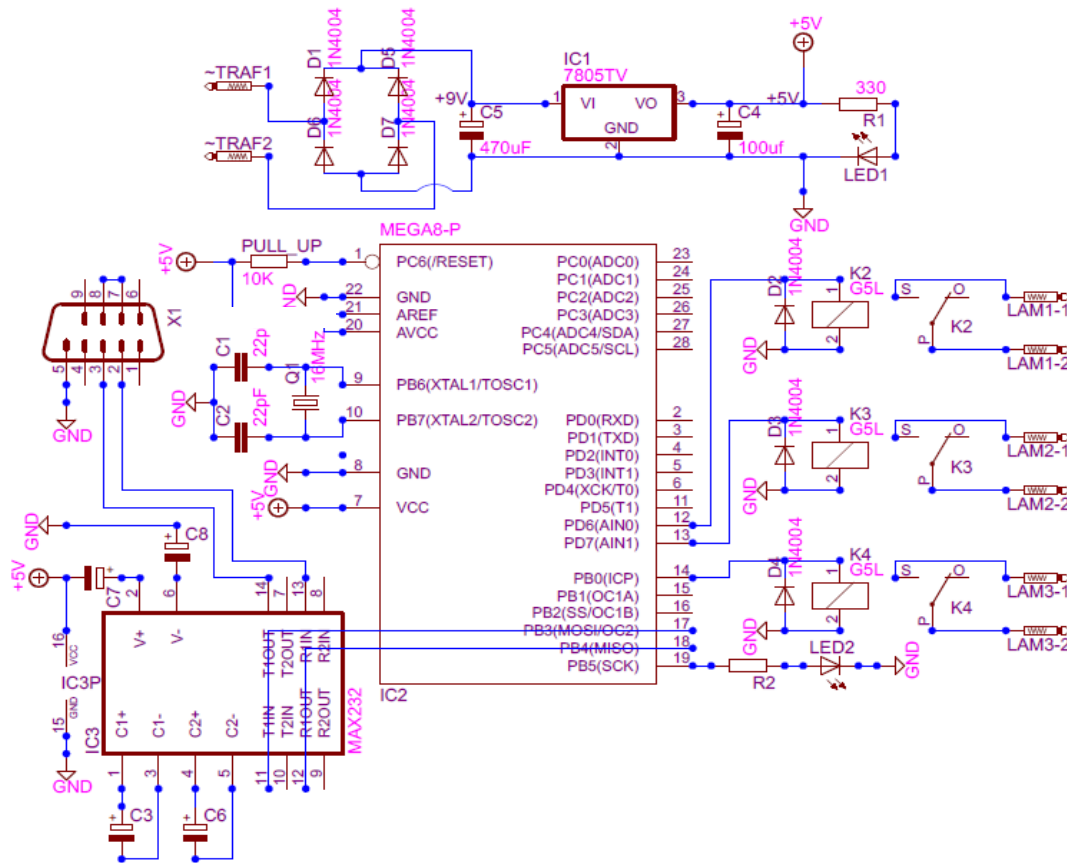 +5V
D1
1N4004
D5
1N4004
~TRAF1
IC1
7805TV
+9V
1
VI
VO
3
+5V
330
R1
GND
2
C5
470uF
C4
100uf
D6
1N4004
D7
1N4004
~TRAF2
LED1
GND
MEGA8-P
+5V
PULL_UP
10K
1
PC6(/RESET)
PC0(ADC0)
23
PC1(ADC1)
24
ND
22
GND
PC2(ADC2)
25
21
AREF
PC3(ADC3)
26
20
AVCC
PC4(ADC4/SDA)
27
PC5(ADC5/SCL)
28
9
8
7
6
X1
5
4
3
2
1
GND
C1
22p
Q1
16MHz
GND
C2
22pF
9
PB6(XTAL1/TOSC1)
10
PB7(XTAL2/TOSC2)
PD0(RXD)
2
PD1(TXD)
3
PD2(INT0)
4
GND
8
GND
PD3(INT1)
5
PD4(XCK/T0)
6
+5V
7
VCC
PD5(T1)
11
PD6(AIN0)
12
PD7(AIN1)
13
PB0(ICP)
14
PB1(OC1A)
15
PB2(SS/OC1B)
16
PB3(MOSI/OC2)
17
PB4(MISO)
18
PB5(SCK)
19
IC2
D2
1N4004
K2
G5L
1
2
GND
S
O
P
K2
LAM1-1
LAM1-2
D3
1N4004
K3
G5L
1
2
GND
S
O
P
K3
LAM2-1
LAM2-2
D4
1N4004
K4
G5L
1
2
GND
S
O
P
K4
LAM3-1
LAM3-2
R2
LED2
GND
GND
C8
+5V
C7
2
6
14
7
13
8
V+
V-
T1OUT
T2OUT
R1IN
R2IN
16
VCC
IC3P
GND
15
GND
IC3
C1+
C1-
C2+
C2-
T1IN
T2IN
R1OUT
R2OUT
MAX232
1
3
4
5
11
10
12
9
C3
C6